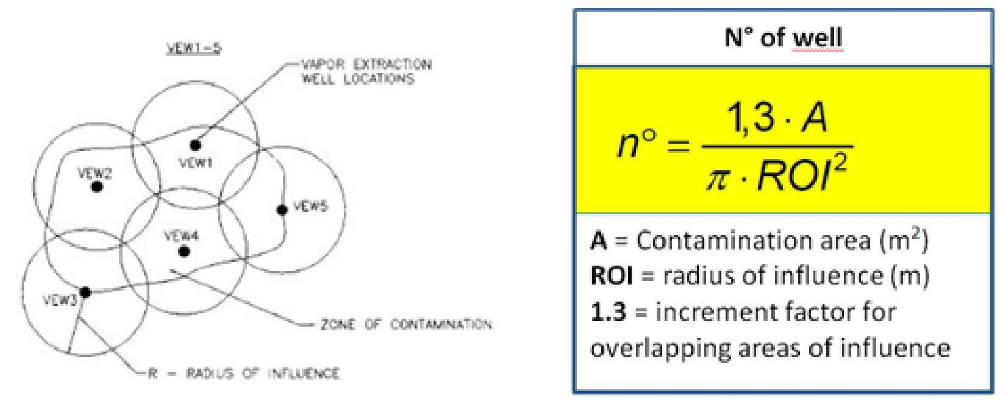 VEW1-5
VAPOR EXTRACTION
WELL LOCATIONS
VEW1
VEW2
VEW5
VEW4
VEW3
ZONE OF CONTAMINATION
R - RADIUS OF INFLUENCE
N° of well
n° = 1,3 · A / π · ROI²
A = Contamination area (m²)
ROI = radius of influence (m)
1.3 = increment factor for
overlapping areas of influence